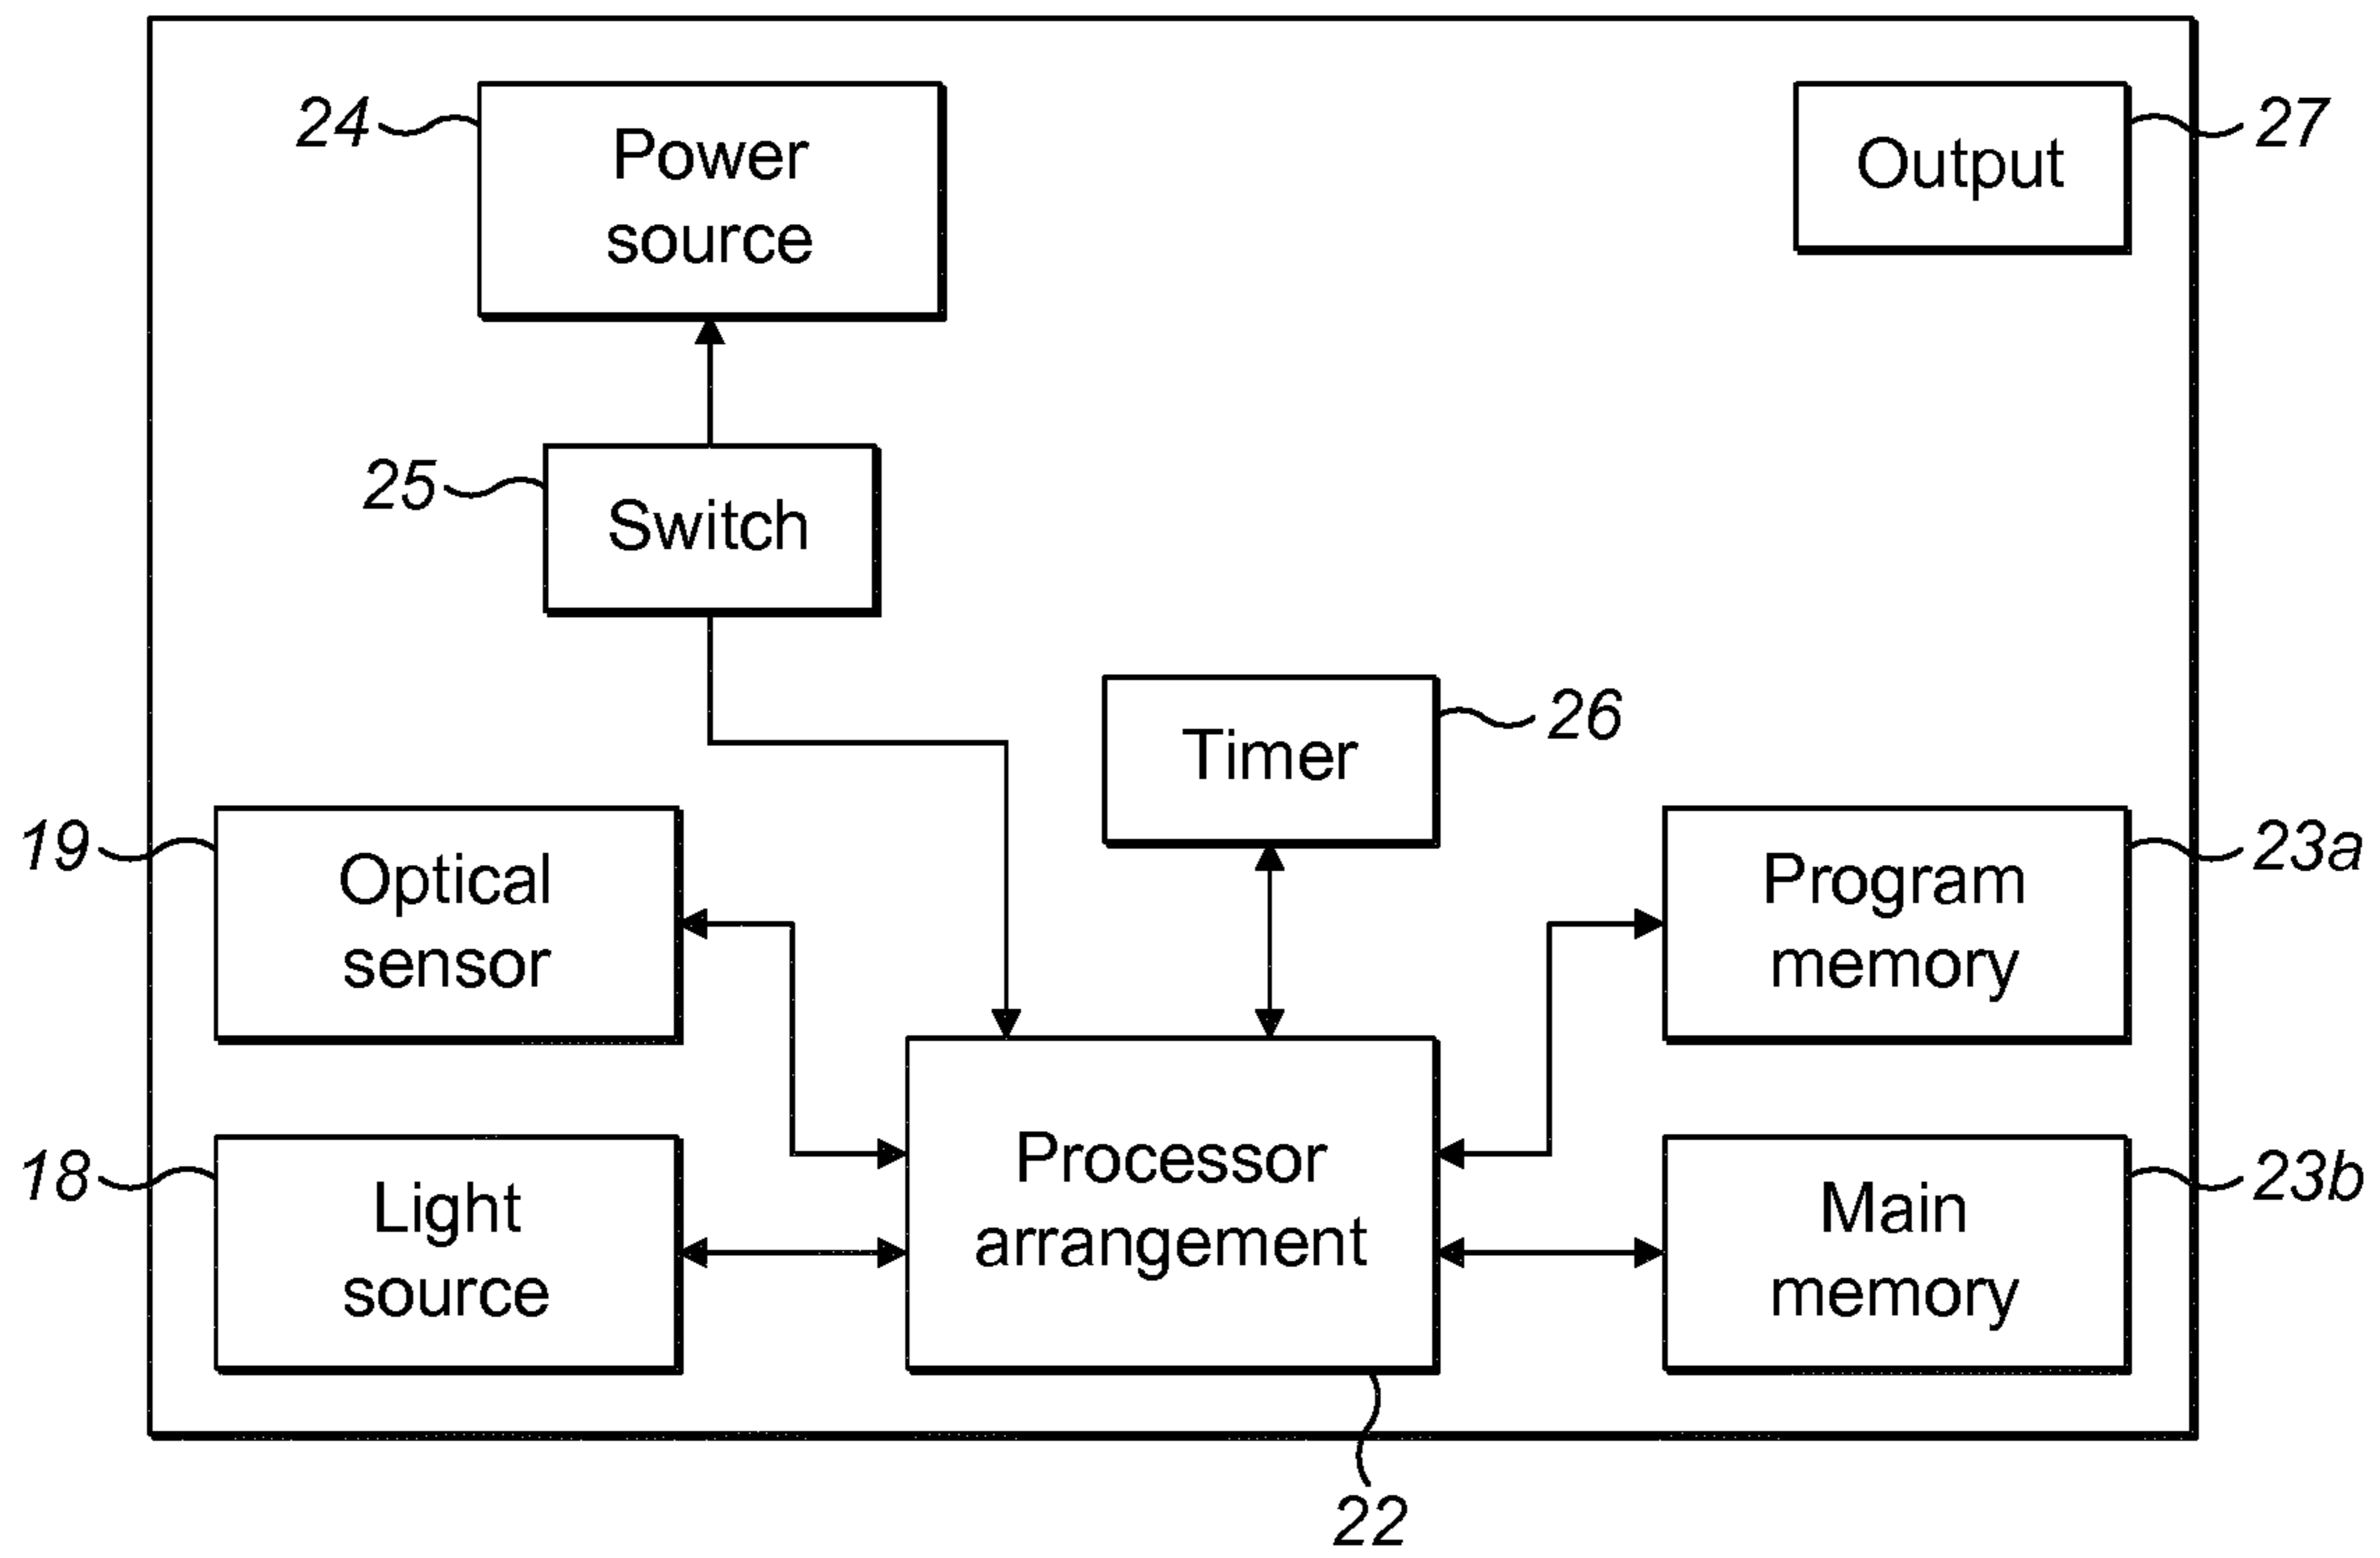 24
Power
source
Output
27
25
Switch
Timer
26
19
Optical
sensor
Program
memory
23a
18
Light
source
Processor
arrangement
Main
memory
23b
22